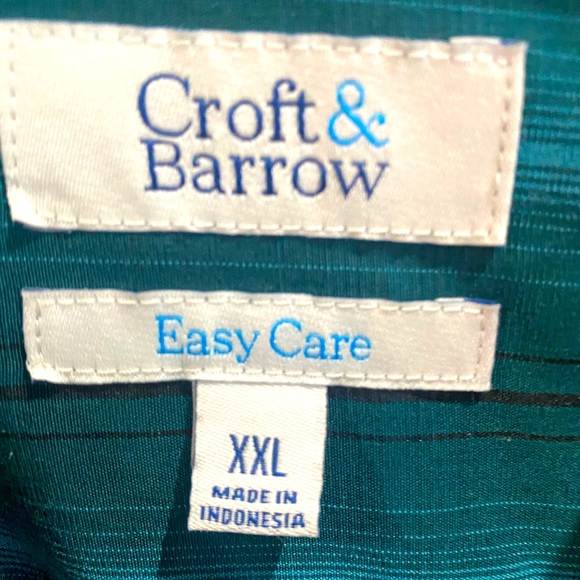 Croft &
Barrow
Easy Care
XXL
MADE IN
INDONESIA